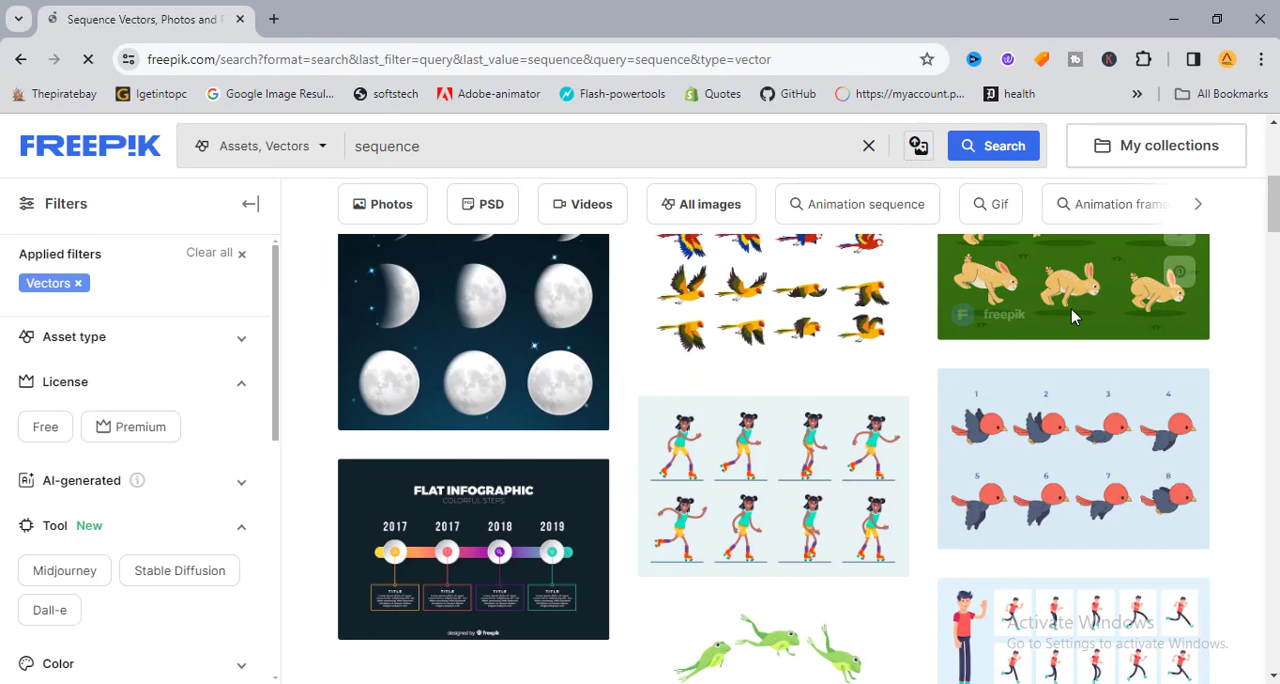 Sequence Vectors, Photos and F
freepik.com/search?format=search&last_filter=query&last_value=sequence&query=sequence&type=vector
Thepiratebay
Igetintopc
Google Image Resul...
softstech
Adobe-animator
Flash-powertools
Quotes
GitHub
https://myaccount.p...
health
All Bookmarks
FREEPIK
Assets, Vectors
sequence
Search
My collections
Filters
Photos
PSD
Videos
All images
Animation sequence
Gif
Animation frame
Applied filters
Clear all
Vectors
Asset type
License
Free
Premium
AI-generated
Tool New
Midjourney
Stable Diffusion
Dall-e
Color
FLAT INFOGRAPHIC
COLORFUL STEPS
2017 2017 2018 2019
TITLE TITLE TITLE TITLE
designed by freepik
freepik
1 2 3 4
5 6 7 8
Activate Windows
Go to Settings to activate Windows.